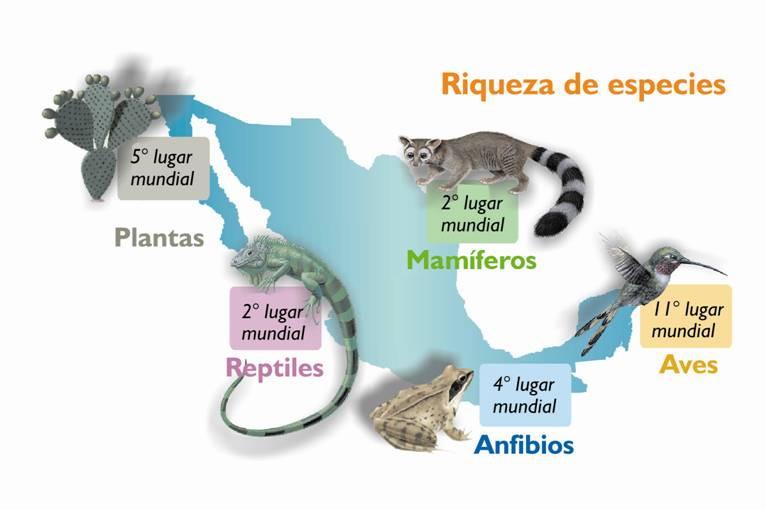 Riqueza de especies
5° lugar
mundial
Plantas
2° lugar
mundial
Mamíferos
2° lugar
mundial
Reptiles
11° lugar
mundial
Aves
4° lugar
mundial
Anfibios